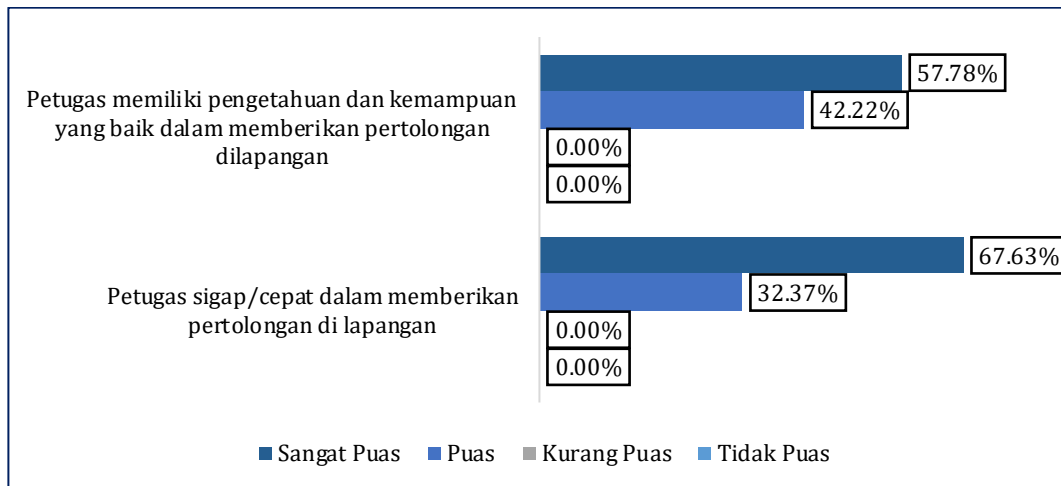 Petugas memiliki pengetahuan dan kemampuan
yang baik dalam memberikan pertolongan
dilapangan
57.78%
42.22%
0.00%
0.00%
Petugas sigap/cepat dalam memberikan
pertolongan di lapangan
67.63%
32.37%
0.00%
0.00%
Sangat Puas Puas Kurang Puas Tidak Puas